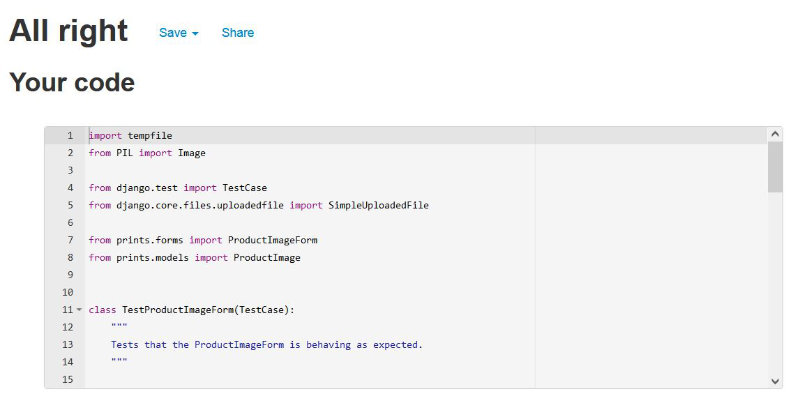 All right Save Share
Your code
1 import tempfile
2 from PIL import Image
3
4 from django.test import TestCase
5 from django.core.files.uploadedfile import SimpleUploadedFile
6
7 from prints.forms import ProductImageForm
8 from prints.models import ProductImage
9
10
11 class TestProductImageForm(TestCase):
12     """
13     Tests that the ProductImageForm is behaving as expected.
14     """
15